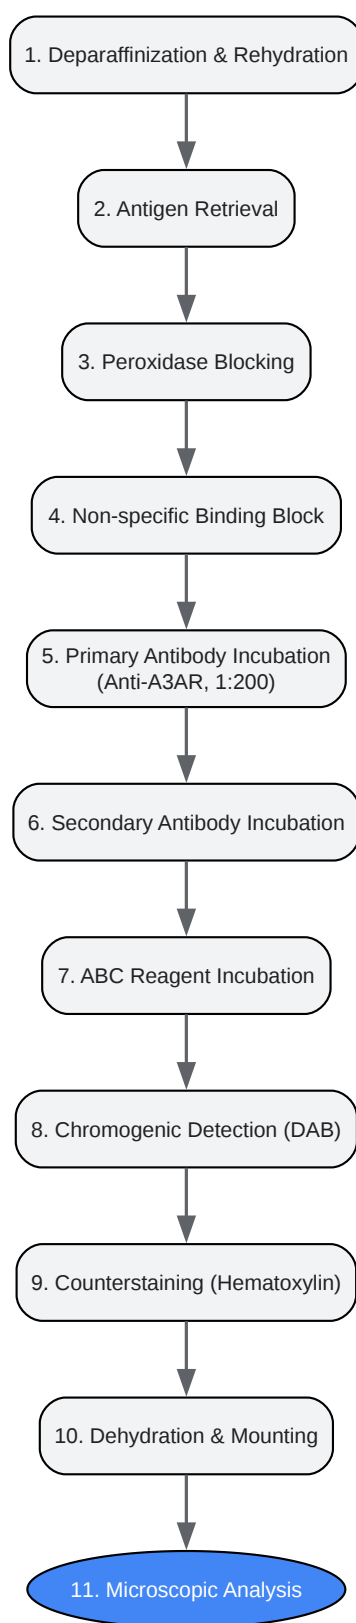 1. Deparaffinization & Rehydration
2. Antigen Retrieval
3. Peroxidase Blocking
4. Non-specific Binding Block
5. Primary Antibody Incubation
(Anti-A3AR, 1:200)
6. Secondary Antibody Incubation
7. ABC Reagent Incubation
8. Chromogenic Detection (DAB)
9. Counterstaining (Hematoxylin)
10. Dehydration & Mounting
11. Microscopic Analysis